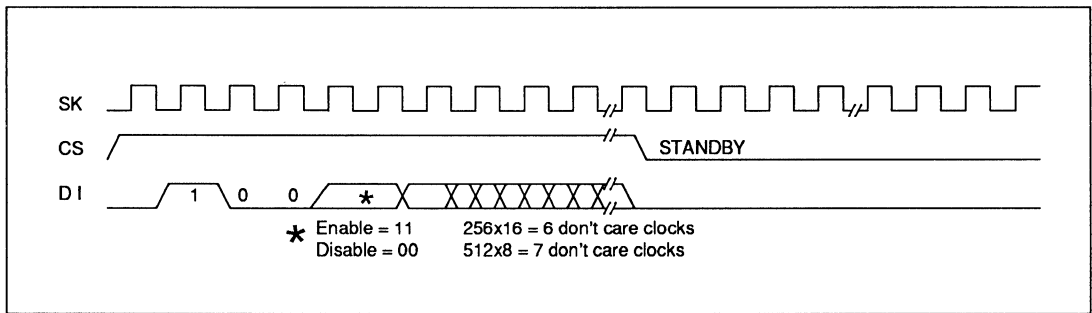 SK
CS
STANDBY
DI
1 0 0 *
* Enable = 11 256x16 = 6 don't care clocks
Disable = 00 512x8 = 7 don't care clocks